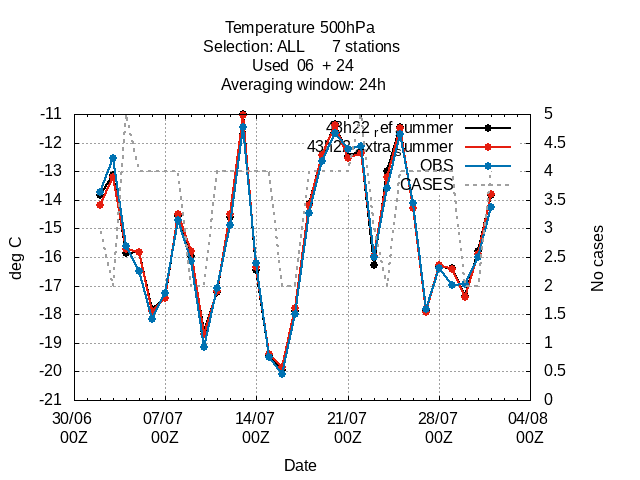 Temperature 500hPa
Selection: ALL 7 stations
Used 06 + 24
Averaging window: 24h
43h22_ref summer
43h22 extra summer
OBS
CASES
-11
-12
-13
-14
-15
-16
-17
-18
-19
-20
-21
deg C
5
4.5
4
3.5
3
2.5
2
1.5
1
0.5
0
No cases
30/06 07/07 14/07 21/07 28/07 04/08
00Z 00Z 00Z 00Z 00Z 00Z
Date